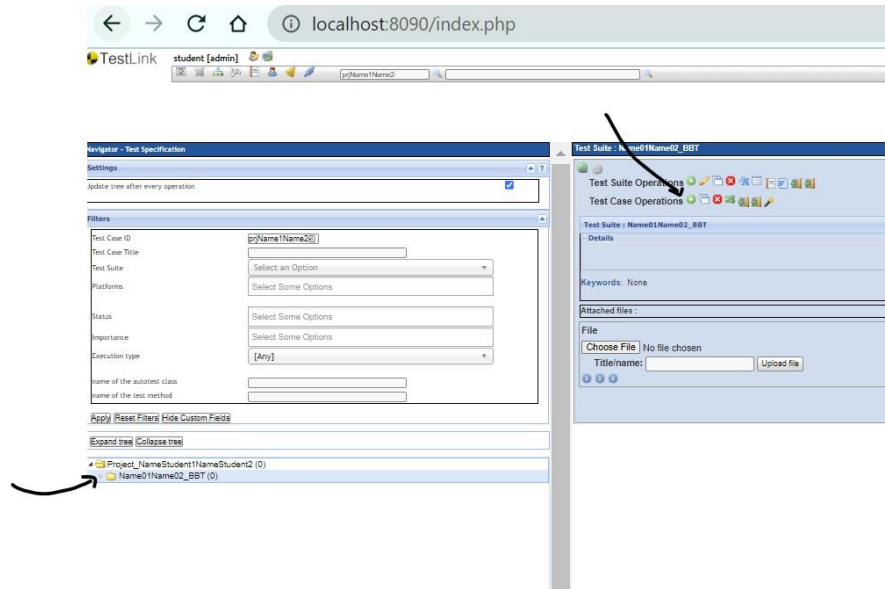 localhost:8090/index.php
TestLink student [admin]
prjName1Name2-
Navigator - Test Specification
Settings
Update tree after every operation
Filters
Test Case ID prjName1Name2-
Test Case Title
Test Suite Select an Option
Platforms Select Some Options
Status Select Some Options
Importance Select Some Options
Execution type [Any]
name of the autotest class
name of the test method
Apply Reset Filters Hide Custom Fields
Expand tree Collapse tree
Project_NameStudent1NameStudent2 (0)
Name01Name02_BBT (0)
Test Suite : Name01Name02_BBT
Test Suite Operations
Test Case Operations
Test Suite : Name01Name02_BBT
Details
Keywords: None
Attached files :
File
Choose File No file chosen
Title/name: Upload file